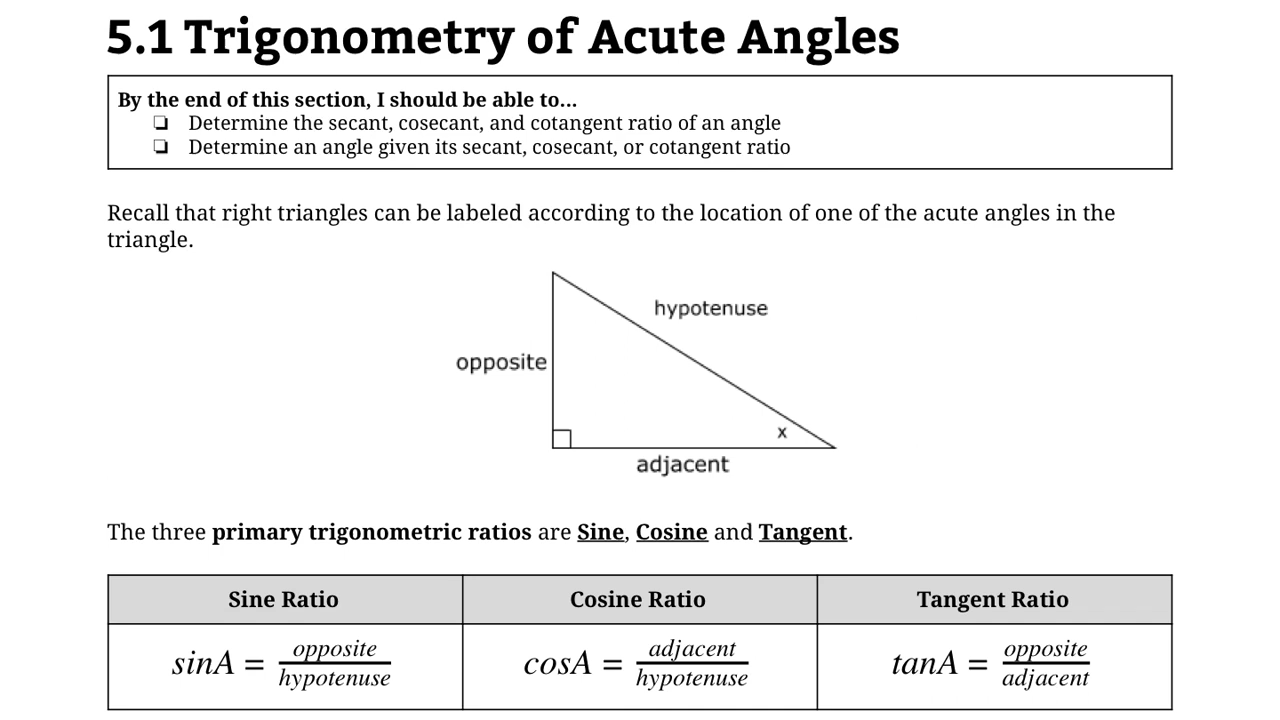 5.1 Trigonometry of Acute Angles
By the end of this section, I should be able to...
❏ Determine the secant, cosecant, and cotangent ratio of an angle
❏ Determine an angle given its secant, cosecant, or cotangent ratio
Recall that right triangles can be labeled according to the location of one of the acute angles in the
triangle.
hypotenuse
opposite
x
adjacent
The three primary trigonometric ratios are Sine, Cosine and Tangent.
Sine Ratio Cosine Ratio Tangent Ratio
sinA = opposite/hypotenuse cosA = adjacent/hypotenuse tanA = opposite/adjacent